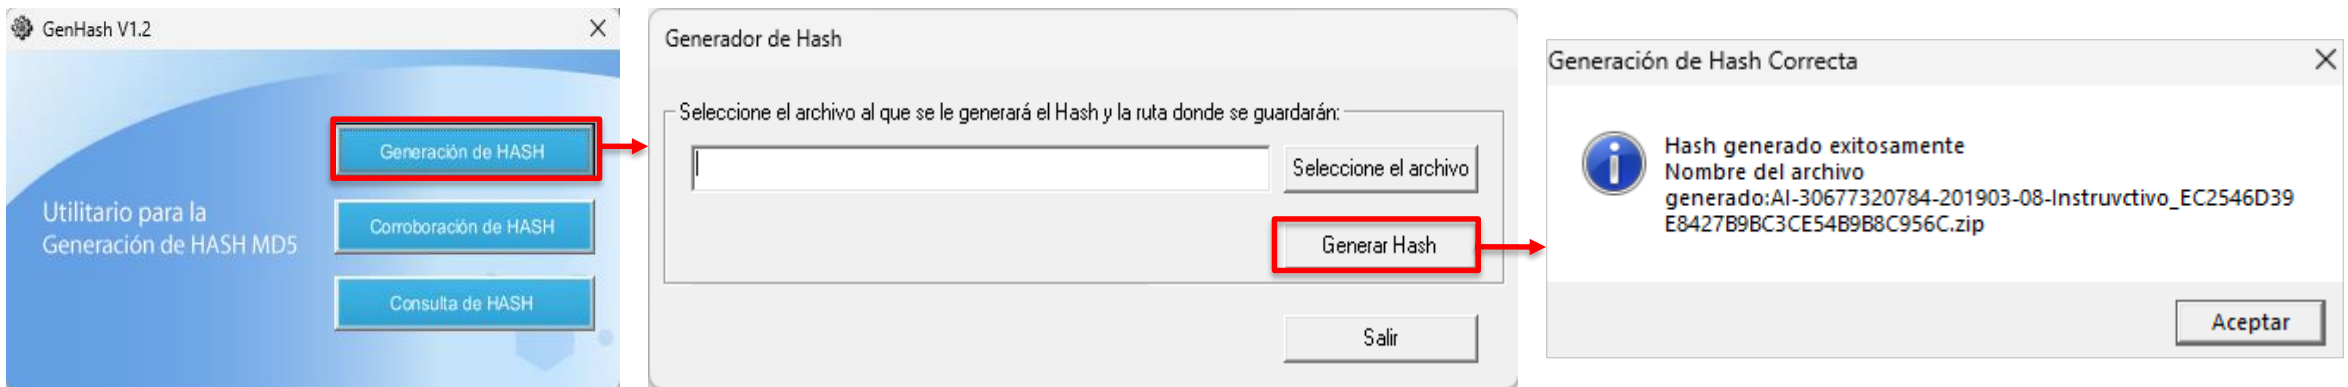 GenHash V1.2
Generación de HASH
Utilitario para la
Generación de HASH MD5
Corroboración de HASH
Consulta de HASH
Generador de Hash
Seleccione el archivo al que se le generará el Hash y la ruta donde se guardarán:
Seleccione el archivo
Generar Hash
Salir
Generación de Hash Correcta
Hash generado exitosamente
Nombre del archivo
generado:AI-30677320784-201903-08-Instruvctivo_EC2546D39
E8427B9BC3CE54B9B8C956C.zip
Aceptar